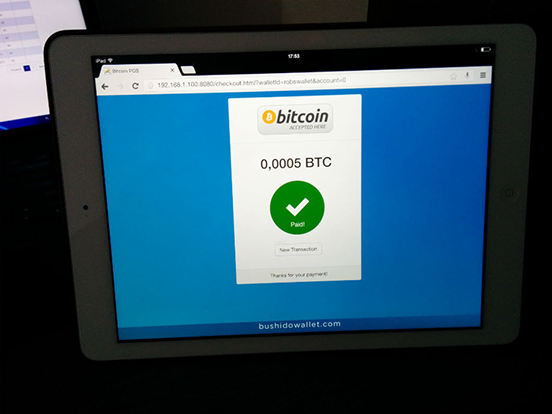 iPad
17:53
Bitcoin POS
192.168.1.100:8080/checkout.html?walletId=robswallet&account=0
bitcoin
ACCEPTED HERE
0,0005 BTC
Paid!
New Transaction
Thanks for your payment!
bushidowallet.com